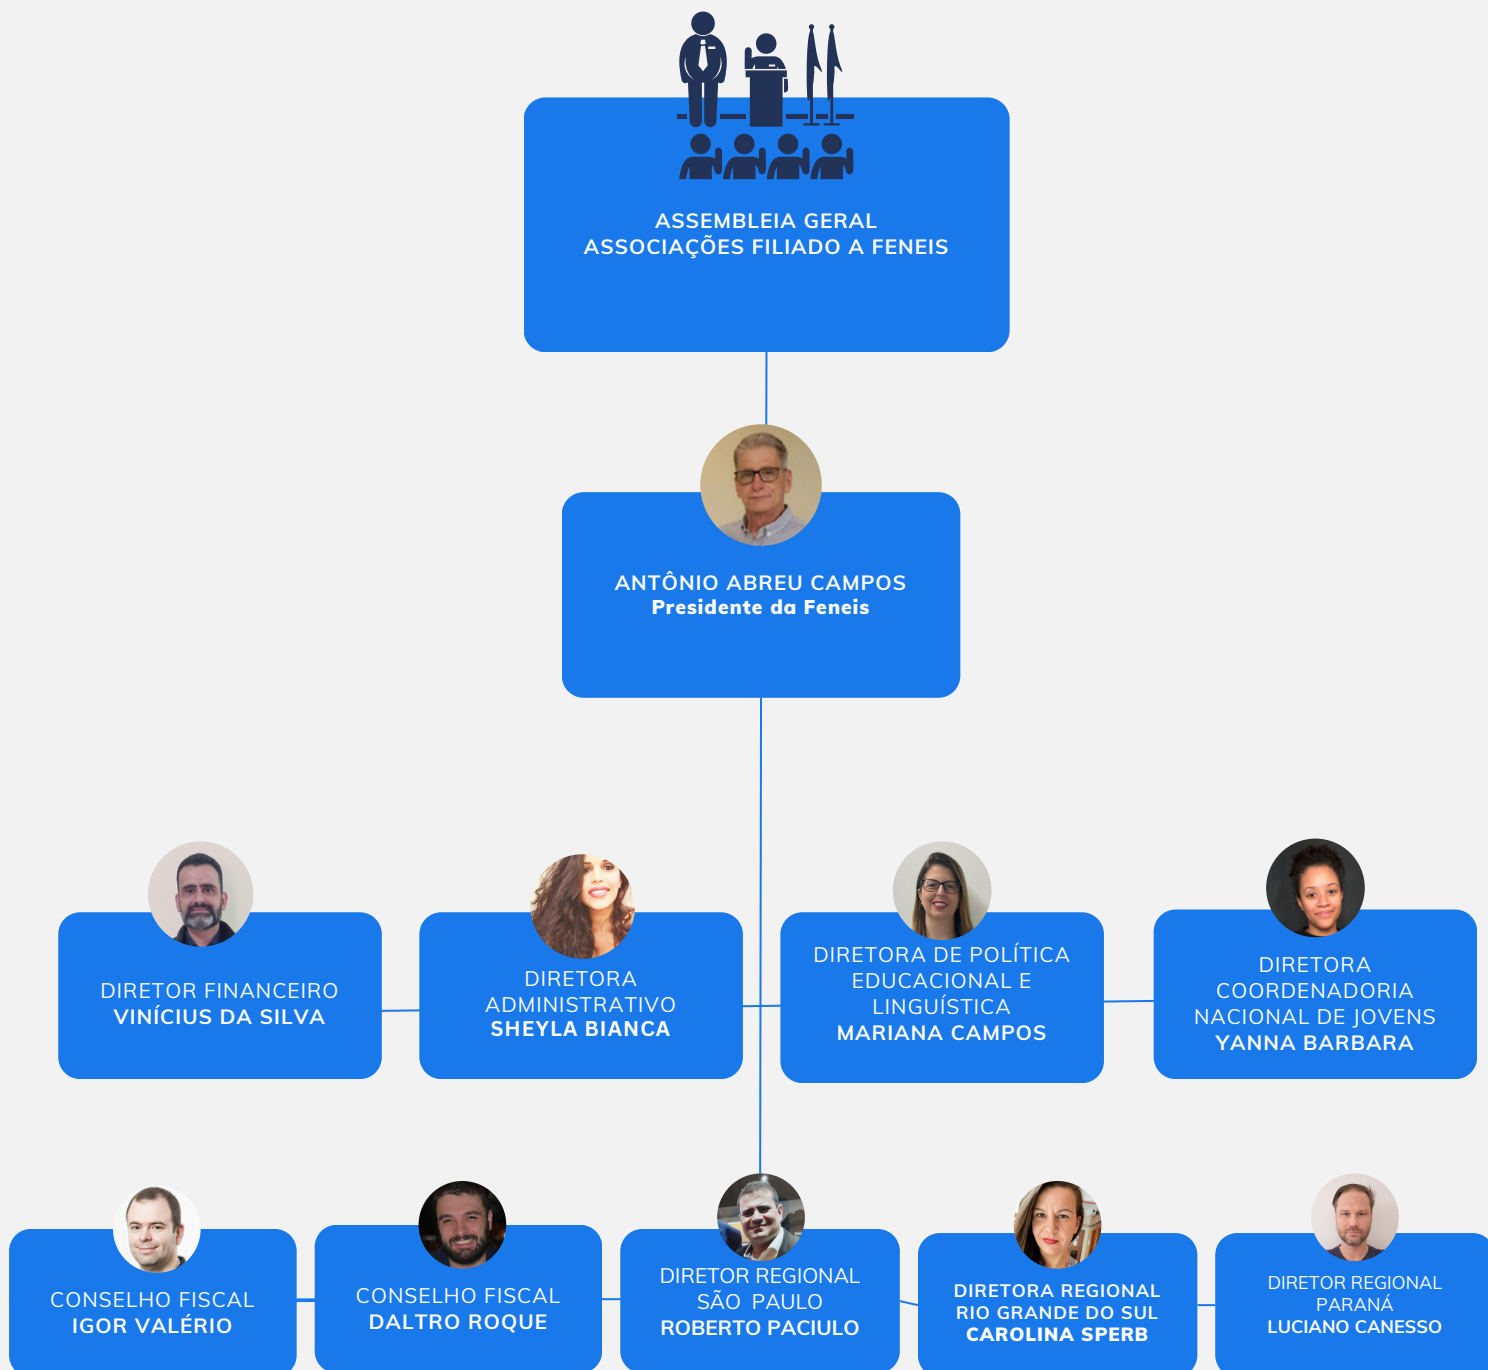 ASSEMBLEIA GERAL
ASSOCIAÇÕES FILIADO A FENEIS
ANTÔNIO ABREU CAMPOS
Presidente da Feneis
DIRETOR FINANCEIRO
VINÍCIUS DA SILVA
DIRETORA
ADMINISTRATIVO
SHEYLA BIANCA
DIRETORA DE POLÍTICA
EDUCACIONAL E
LINGUÍSTICA
MARIANA CAMPOS
DIRETORA
COORDENADORIA
NACIONAL DE JOVENS
YANNA BARBARA
CONSELHO FISCAL
IGOR VALÉRIO
CONSELHO FISCAL
DALTRO ROQUE
DIRETOR REGIONAL
SÃO PAULO
ROBERTO PACIULO
DIRETORA REGIONAL
RIO GRANDE DO SUL
CAROLINA SPERB
DIRETOR REGIONAL
PARANÁ
LUCIANO CANESSO